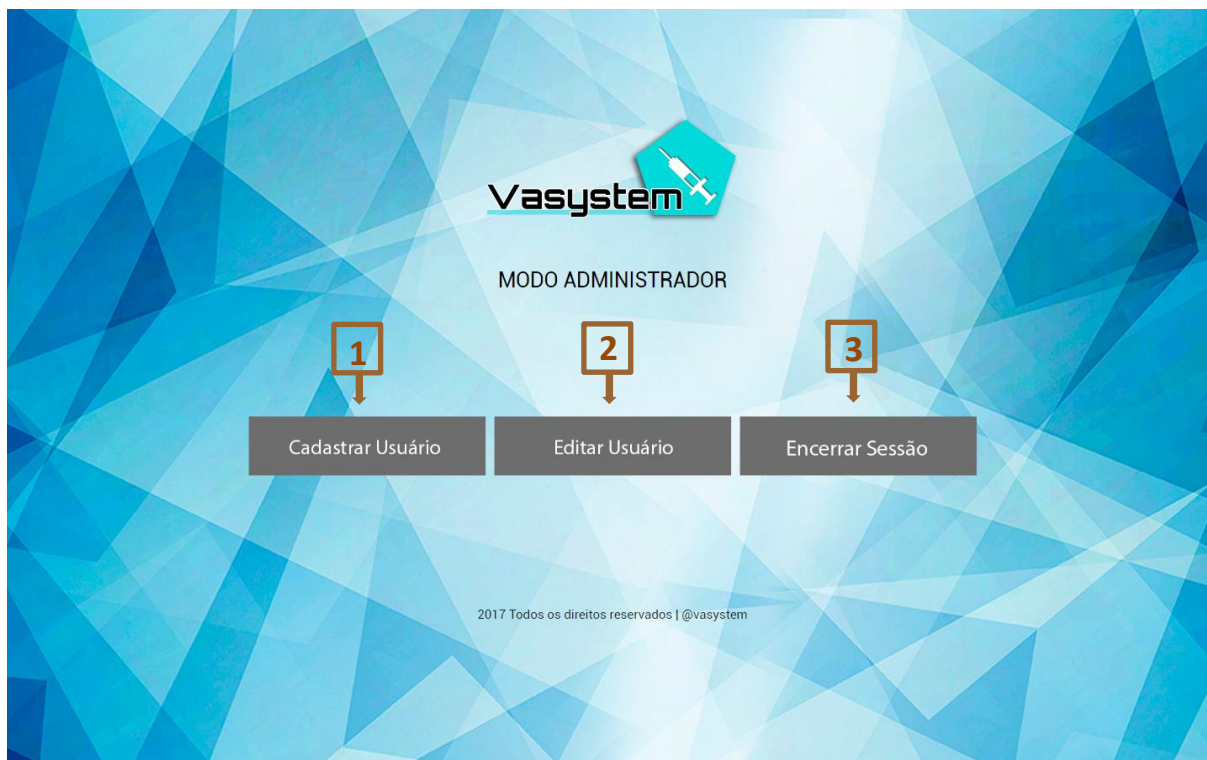 Vasystem
MODO ADMINISTRADOR
1 2 3
Cadastrar Usuário Editar Usuário Encerrar Sessão
2017 Todos os direitos reservados | @vasystem